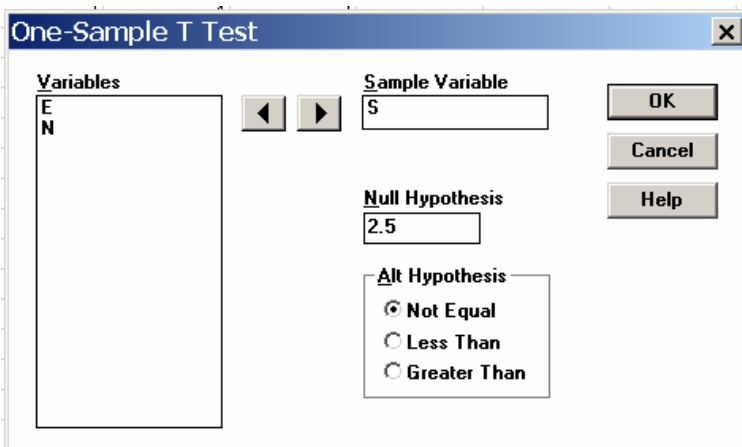 One-Sample T Test
Variables
E
N
Sample Variable
S
Null Hypothesis
2.5
Alt Hypothesis
Not Equal
Less Than
Greater Than
OK
Cancel
Help